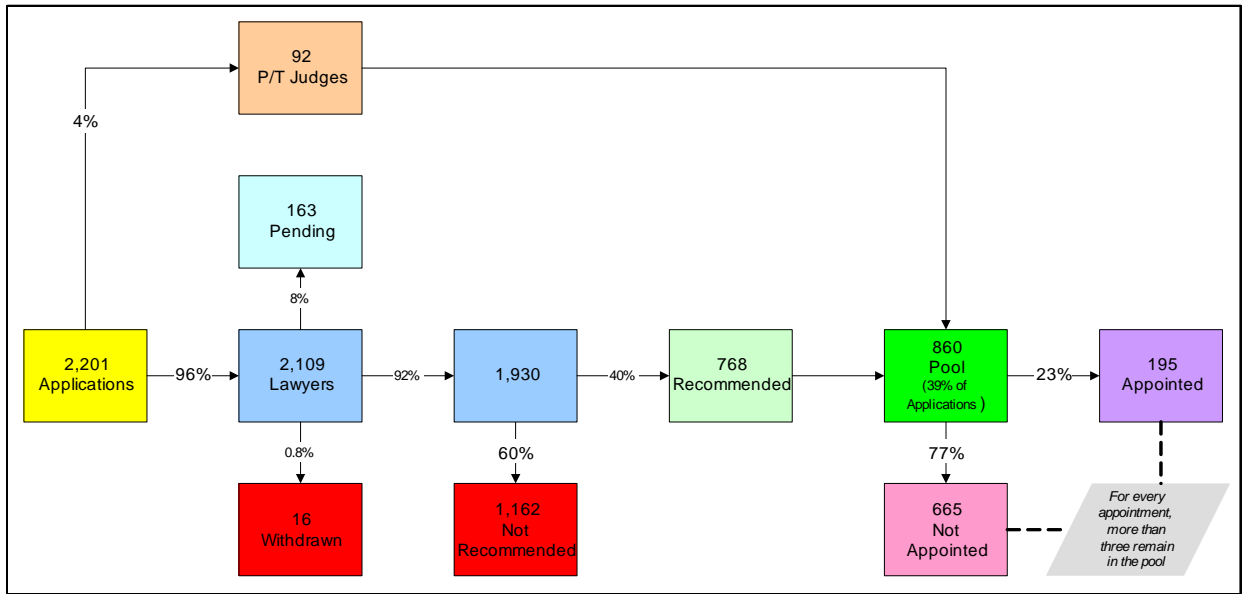 92
P/T Judges
4%
163
Pending
8%
2,201
Applications
96%
2,109
Lawyers
92%
1,930
40%
768
Recommended
860
Pool
(39% of
Applications )
23%
195
Appointed
0.8%
60%
77%
16
Withdrawn
1,162
Not
Recommended
665
Not
Appointed
For every
appointment,
more than
three remain
in the pool